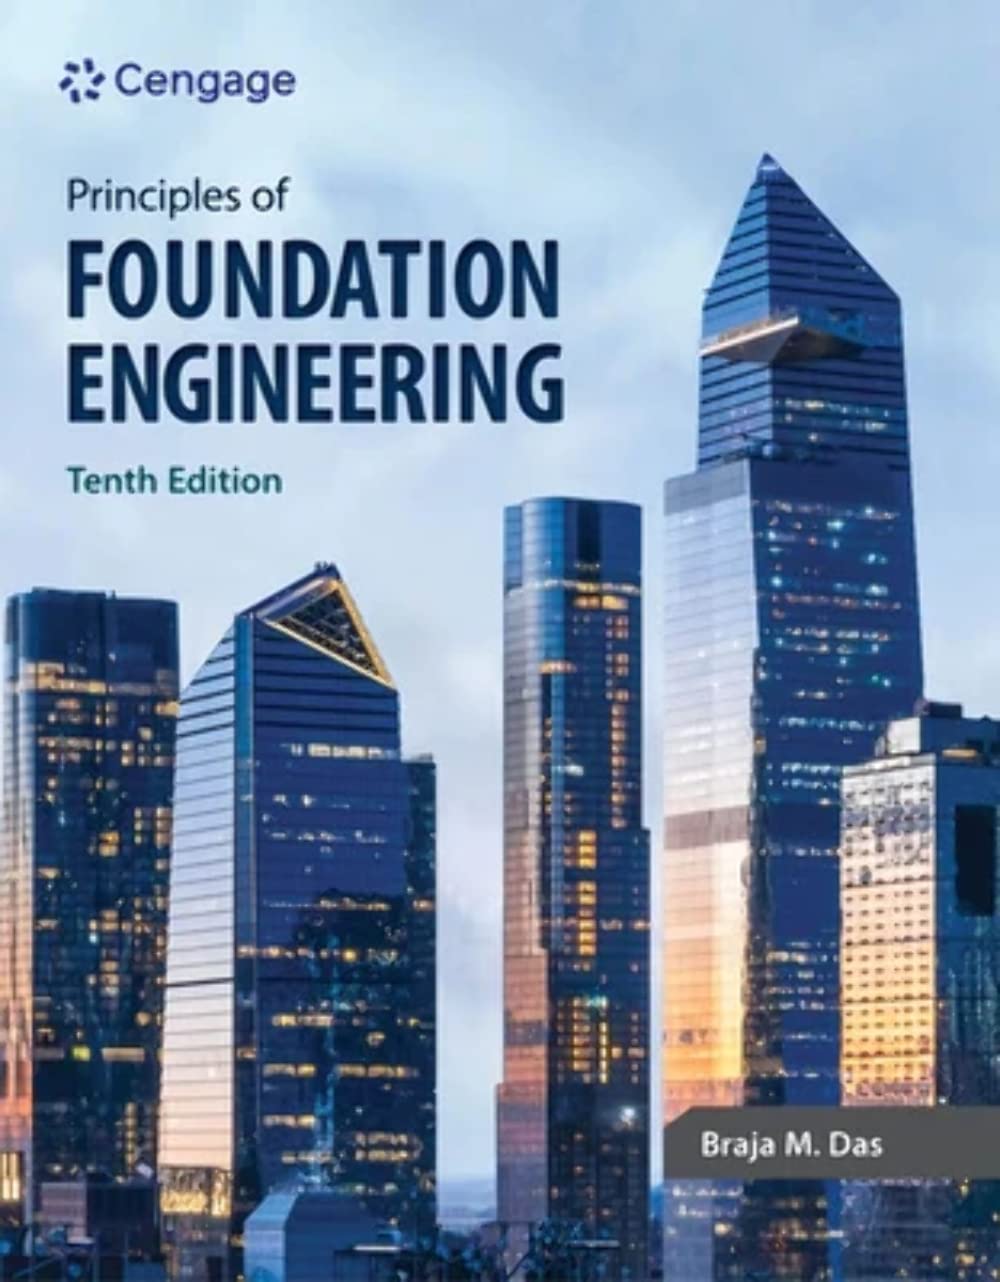 Cengage
Principles of
FOUNDATION
ENGINEERING
Tenth Edition
Braja M. Das